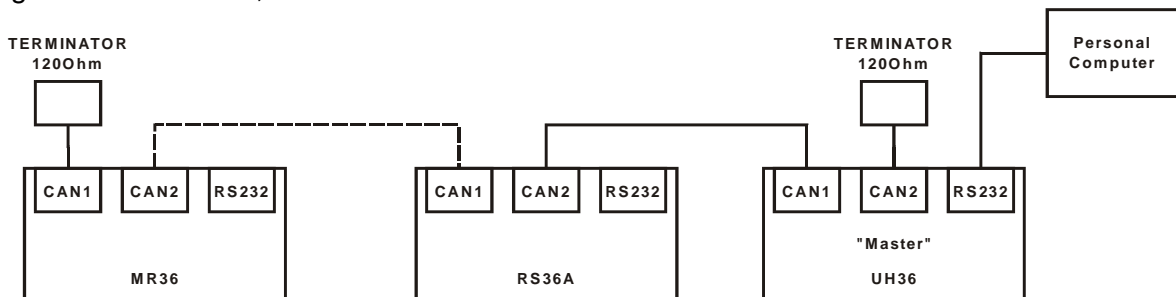 TERMINATOR
120Ohm
TERMINATOR
120Ohm
Personal
Computer
CAN1 CAN2 RS232
CAN1 CAN2 RS232
CAN1 CAN2 RS232
"Master"
MR36
RS36A
UH36